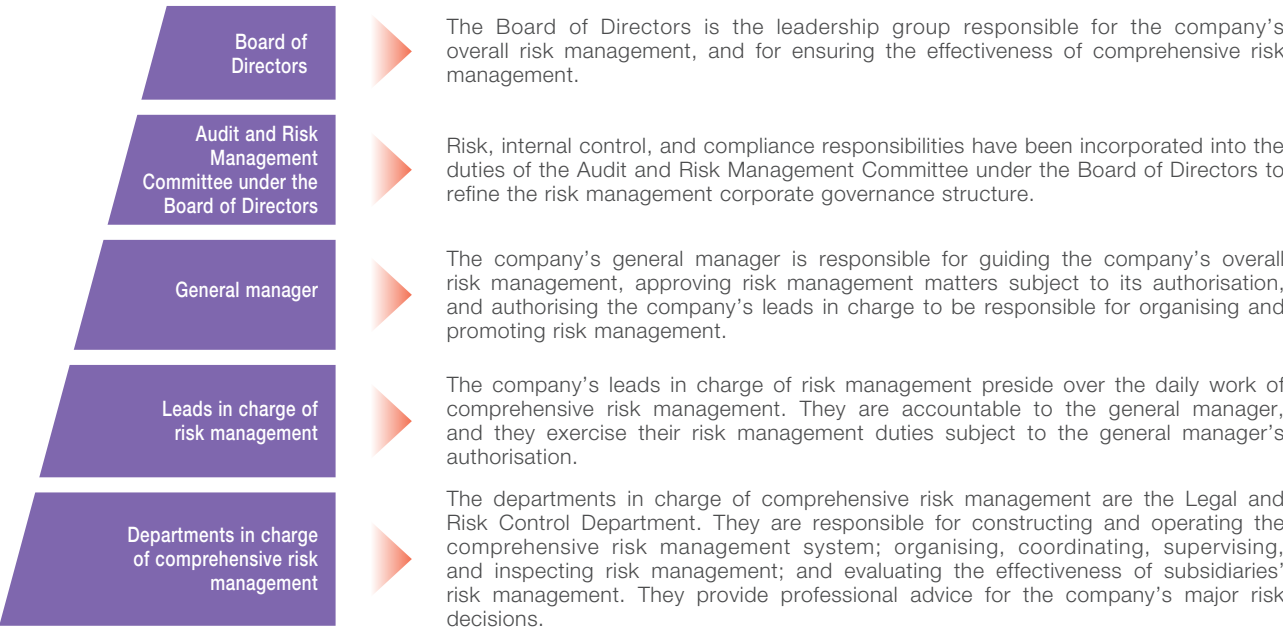 Board of
Directors
The Board of Directors is the leadership group responsible for the company's
overall risk management, and for ensuring the effectiveness of comprehensive risk
management.
Audit and Risk
Management
Committee under the
Board of Directors
Risk, internal control, and compliance responsibilities have been incorporated into the
duties of the Audit and Risk Management Committee under the Board of Directors to
refine the risk management corporate governance structure.
General manager
The company's general manager is responsible for guiding the company's overall
risk management, approving risk management matters subject to its authorisation,
and authorising the company's leads in charge to be responsible for organising and
promoting risk management.
Leads in charge of
risk management
The company's leads in charge of risk management preside over the daily work of
comprehensive risk management. They are accountable to the general manager,
and they exercise their risk management duties subject to the general manager's
authorisation.
Departments in charge
of comprehensive risk
management
The departments in charge of comprehensive risk management are the Legal and
Risk Control Department. They are responsible for constructing and operating the
comprehensive risk management system; organising, coordinating, supervising,
and inspecting risk management; and evaluating the effectiveness of subsidiaries'
risk management. They provide professional advice for the company's major risk
decisions.